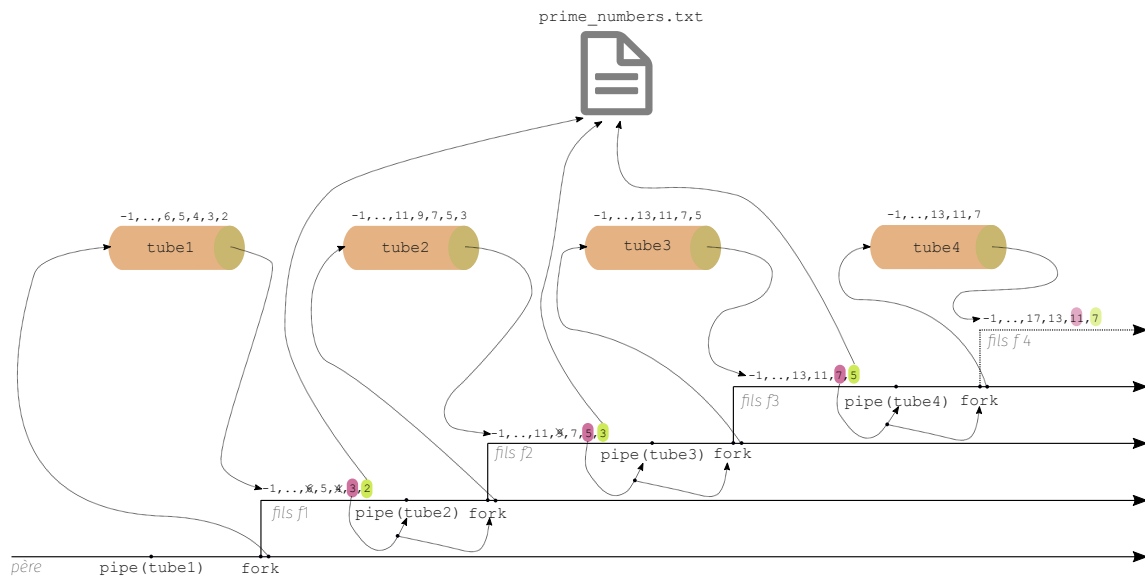 prime_numbers.txt
-1,..,6,5,4,3,2
-1,..,11,9,7,5,3
-1,..,13,11,7,5
-1,..,13,11,7
tube1
tube2
tube3
tube4
-1,..,17,13,11,7
fils f 4
-1,..,13,11,7,5
fils f3
pipe(tube4)
fork
-1,..,11,9,7,5,3
fils f2
pipe(tube3)
fork
-1,..,6,5,4,3,2
fils f1
pipe(tube2)
fork
père
pipe(tube1)
fork